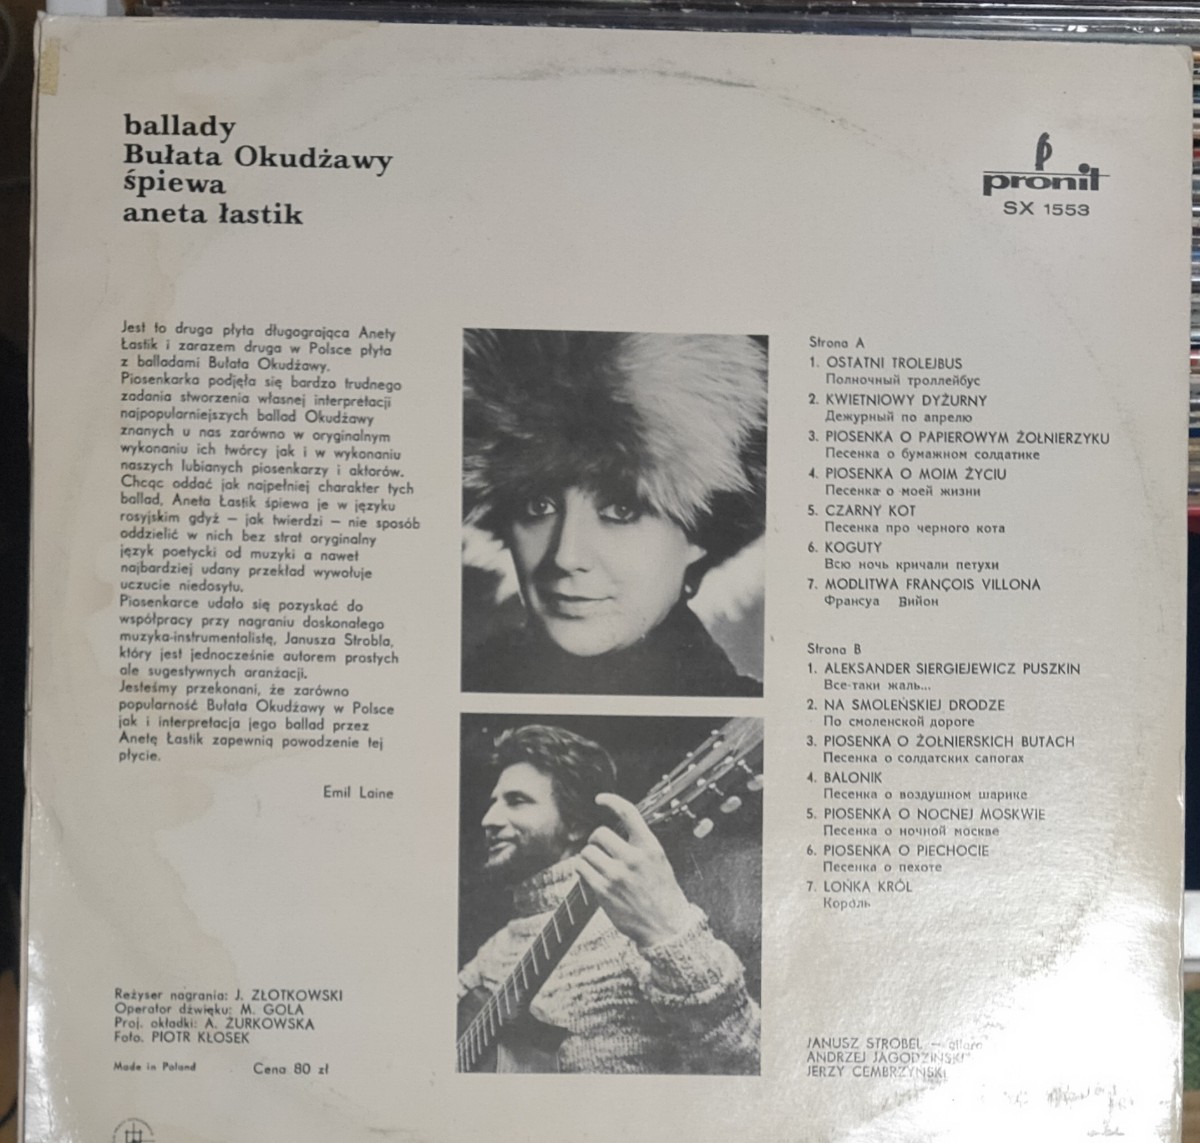 ballady
Bułata Okudżawy
śpiewa
aneta łastik
pronit
SX 1553
Jest to druga płyta długogrająca Anety
Łastik i zarazem druga w Polsce płyta
z balladami Bułata Okudżawy.
Piosenkarka podjęła się bardzo trudnego
zadania stworzenia własnej interpretacji
najpopularniejszych ballad Okudżawy
znanych u nas zarówno w oryginalnym
wykonaniu ich twórcy jak i w wykonaniu
naszych lubianych piosenkarzy i aktorów.
Chcąc oddać jak najpełniej charakter tych
ballad, Aneta Łastik śpiewa je w języku
rosyjskim gdyż – jak twierdzi – nie sposób
oddzielić w nich bez strat oryginalny
język poetycki od muzyki a nawet
najbardziej udany przekład wywołuje
uczucie niedosytu.
Piosenkarce udało się pozyskać do
współpracy przy nagraniu doskonałego
muzyka-instrumentalistę, Janusza Strobla,
który jest jednocześnie autorem prostych
ale sugestywnych aranżacji.
Jesteśmy przekonani, że zarówno
popularność Bułata Okudżawy w Polsce
jak i interpretacja jego ballad przez
Anetę Łastik zapewnią powodzenie tej
płycie.
Emil Laine
Reżyser nagrania: J. ZŁOTKOWSKI
Operator dźwięku: M. GOLA
Proj. okładki: A. ŻURKOWSKA
Foto. PIOTR KŁOSEK
Made in Poland Cena 80 zł
Strona A
1. OSTATNI TROLEJBUS
Полночный троллейбус
2. KWIETNIOWY DYŻURNY
Дежурный по апрелю
3. PIOSENKA O PAPIEROWYM ŻOŁNIERZYKU
Песенка о бумажном солдатике
4. PIOSENKA O MOIM ŻYCIU
Песенка о моей жизни
5. CZARNY KOT
Песенка про черного кота
6. KOGUTY
Всю ночь кричали петухи
7. MODLITWA FRANÇOIS VILLONA
Франсуа Вийон
Strona B
1. ALEKSANDER SIERGIEJEWICZ PUSZKIN
Все-таки жаль...
2. NA SMOLEŃSKIEJ DRODZE
По смоленской дороге
3. PIOSENKA O ŻOŁNIERSKICH BUTACH
Песенка о солдатских сапогах
4. BALONIK
Песенка о воздушном шарике
5. PIOSENKA O NOCNEJ MOSKWIE
Песенка о ночной москве
6. PIOSENKA O PIECHOCIE
Песенка о пехоте
7. LOŃKA KRÓL
Король
JANUSZ STROBEL –
ANDRZEJ JAGODZIŃSKI
JERZY CEMBRZYŃSKI